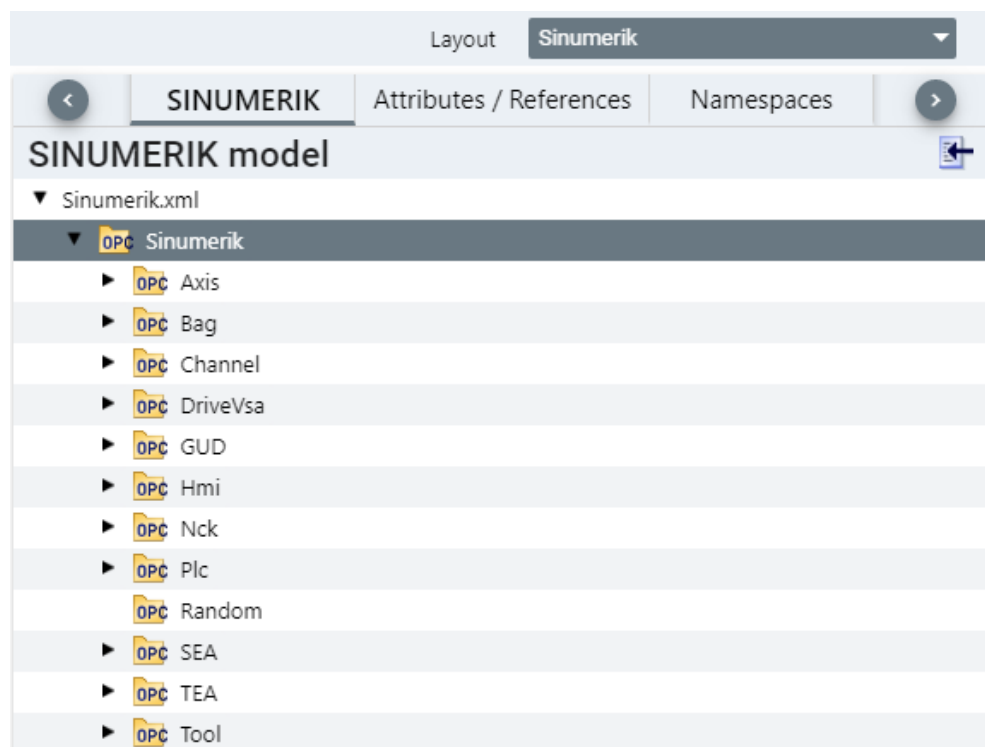 Layout Sinumerik
SINUMERIK Attributes / References Namespaces
SINUMERIK model
Sinumerik.xml
OPC Sinumerik
OPC Axis
OPC Bag
OPC Channel
OPC DriveVsa
OPC GUD
OPC Hmi
OPC Nck
OPC Plc
OPC Random
OPC SEA
OPC TEA
OPC Tool